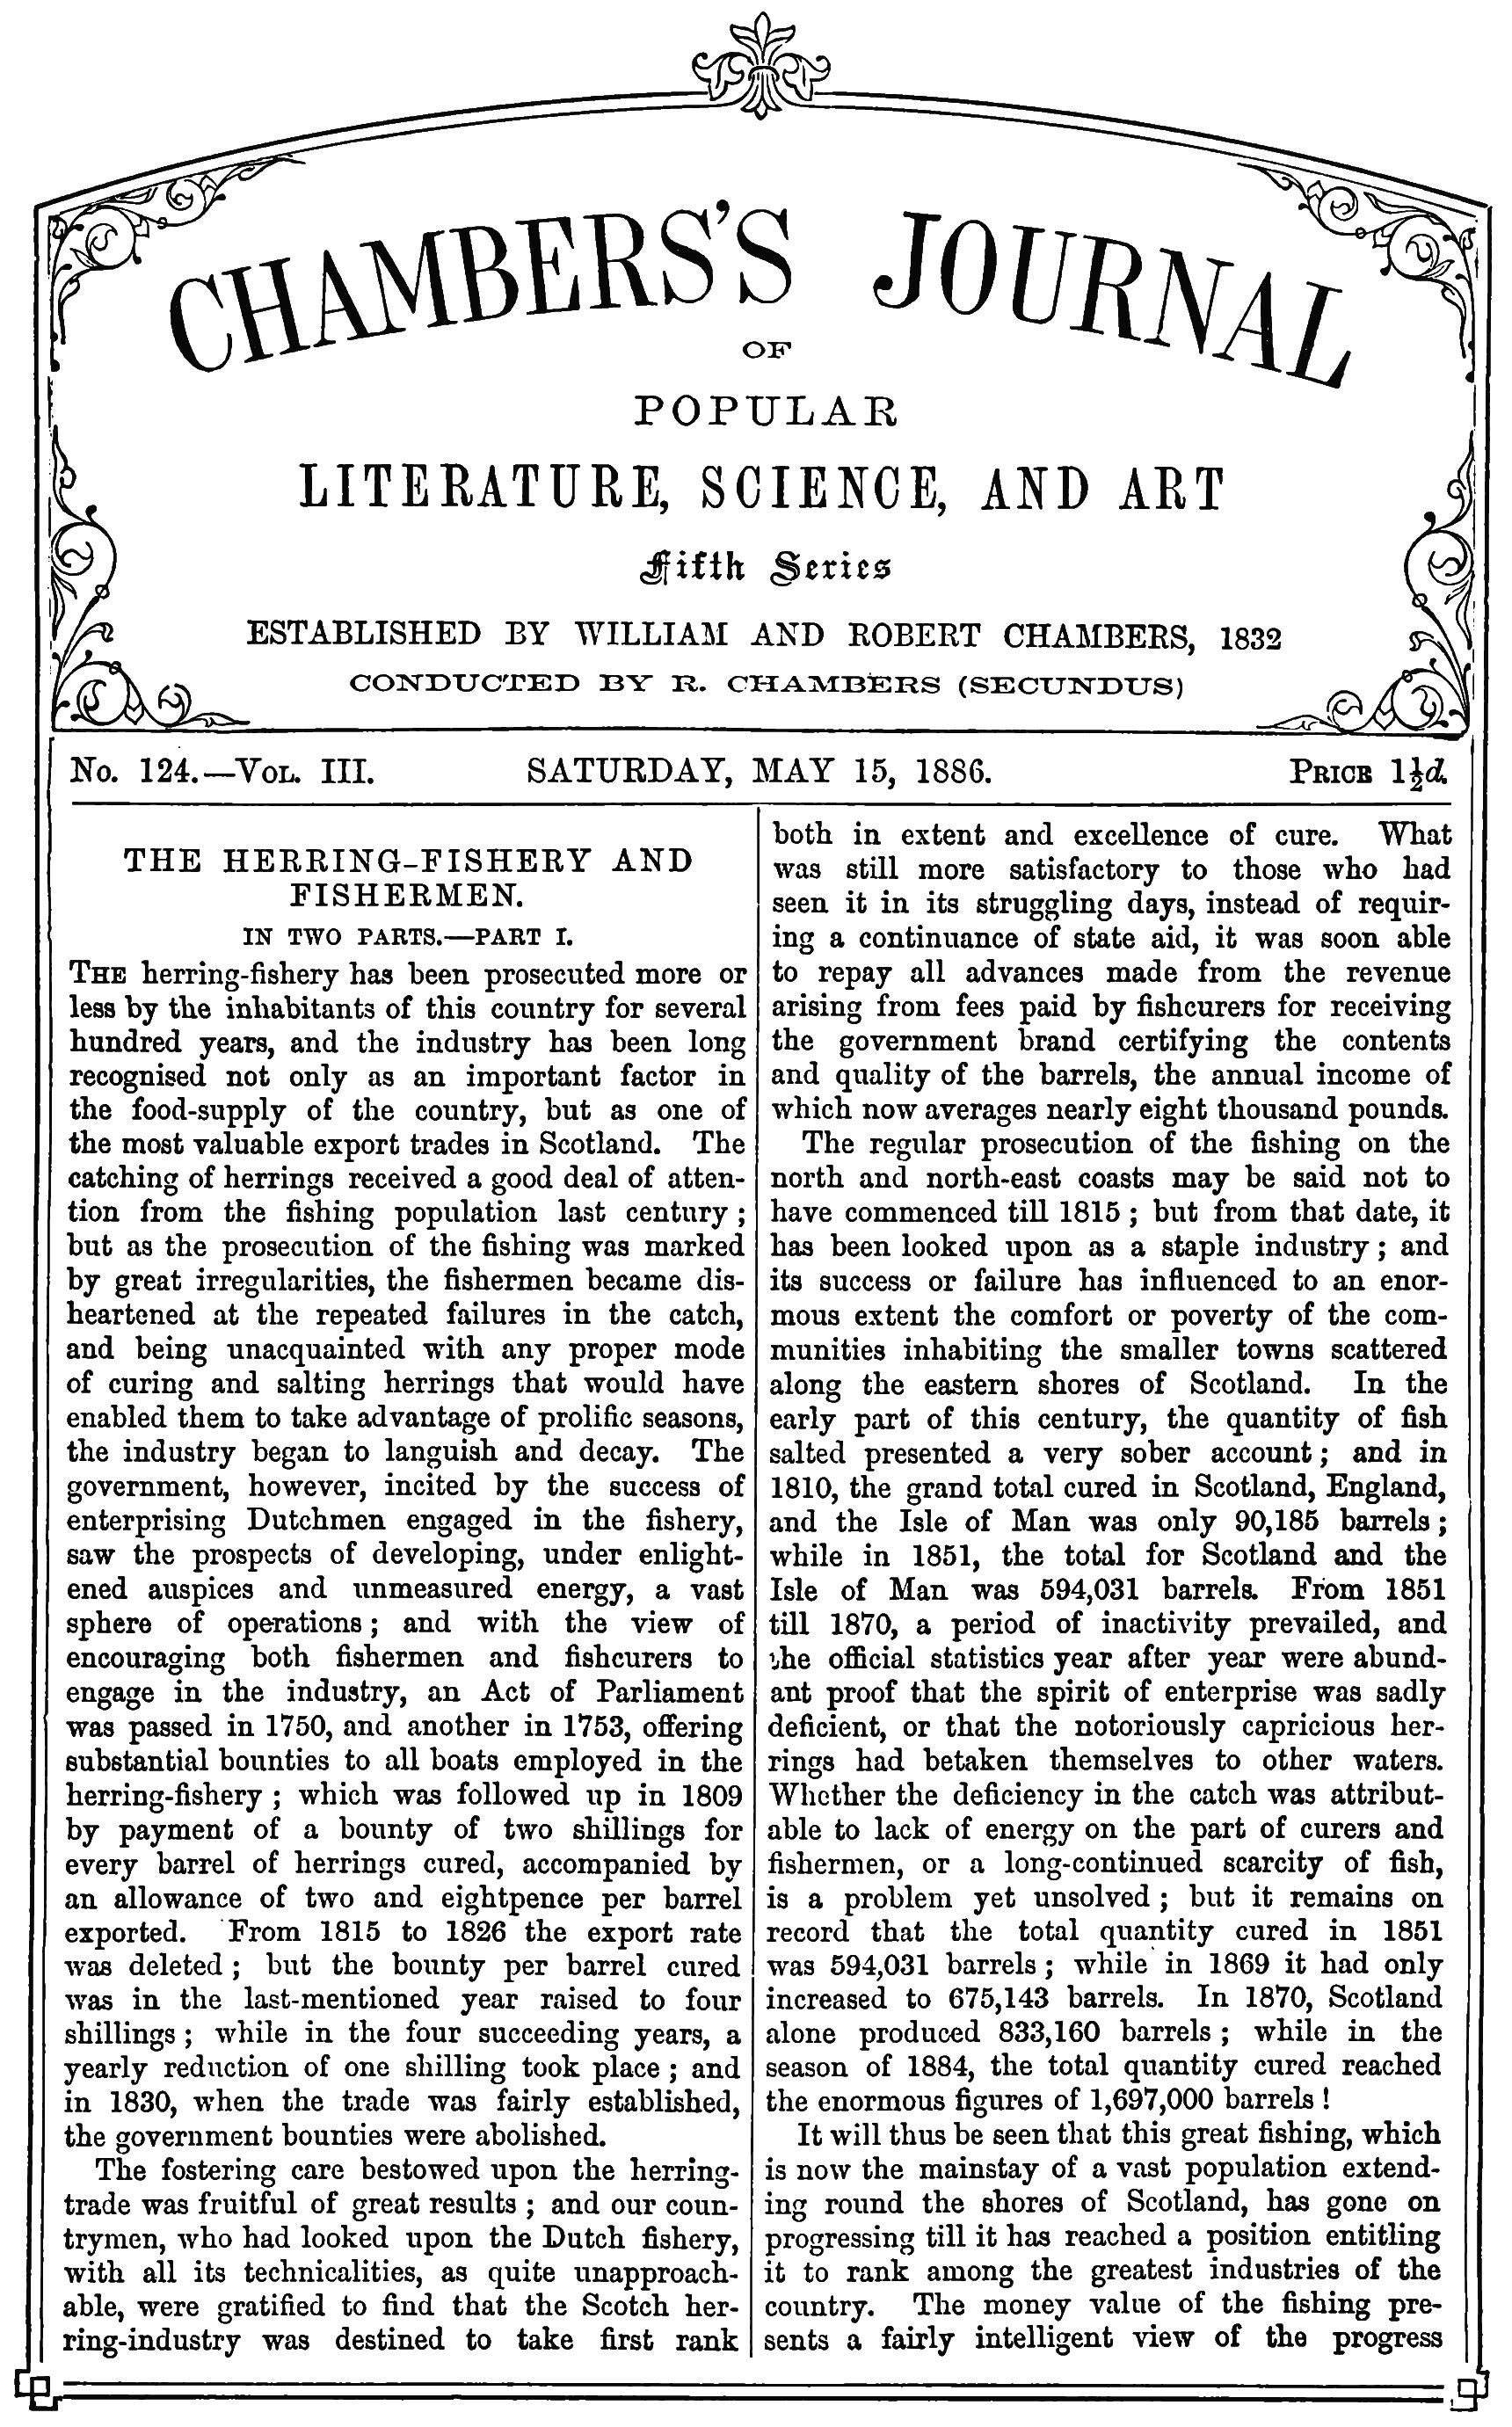 CHAMBERS'S JOURNAL
OF
POPULAR
LITERATURE, SCIENCE, AND ART
Fifth Series
ESTABLISHED BY WILLIAM AND ROBERT CHAMBERS, 1832
CONDUCTED BY R. CHAMBERS (SECUNDUS)
No. 124.—Vol. III. SATURDAY, MAY 15, 1886. Price 1½d.
THE HERRING-FISHERY AND
FISHERMEN.
IN TWO PARTS.—PART I.
The herring-fishery has been prosecuted more or
less by the inhabitants of this country for several
hundred years, and the industry has been long
recognised not only as an important factor in
the food-supply of the country, but as one of
the most valuable export trades in Scotland. The
catching of herrings received a good deal of atten-
tion from the fishing population last century;
but as the prosecution of the fishing was marked
by great irregularities, the fishermen became dis-
heartened at the repeated failures in the catch,
and being unacquainted with any proper mode
of curing and salting herrings that would have
enabled them to take advantage of prolific seasons,
the industry began to languish and decay. The
government, however, incited by the success of
enterprising Dutchmen engaged in the fishery,
saw the prospects of developing, under enlight-
ened auspices and unmeasured energy, a vast
sphere of operations; and with the view of
encouraging both fishermen and fishcurers to
engage in the industry, an Act of Parliament
was passed in 1750, and another in 1753, offering
substantial bounties to all boats employed in the
herring-fishery; which was followed up in 1809
by payment of a bounty of two shillings for
every barrel of herrings cured, accompanied by
an allowance of two and eightpence per barrel
exported. From 1815 to 1826 the export rate
was deleted; but the bounty per barrel cured
was in the last-mentioned year raised to four
shillings; while in the four succeeding years, a
yearly reduction of one shilling took place; and
in 1830, when the trade was fairly established,
the government bounties were abolished.
The fostering care bestowed upon the herring-
trade was fruitful of great results; and our coun-
trymen, who had looked upon the Dutch fishery,
with all its technicalities, as quite unapproach-
able, were gratified to find that the Scotch her-
ring-industry was destined to take first rank
both in extent and excellence of cure. What
was still more satisfactory to those who had
seen it in its struggling days, instead of requir-
ing a continuance of state aid, it was soon able
to repay all advances made from the revenue
arising from fees paid by fishcurers for receiving
the government brand certifying the contents
and quality of the barrels, the annual income of
which now averages nearly eight thousand pounds.
The regular prosecution of the fishing on the
north and north-east coasts may be said not to
have commenced till 1815; but from that date, it
has been looked upon as a staple industry; and
its success or failure has influenced to an enor-
mous extent the comfort or poverty of the com-
munities inhabiting the smaller towns scattered
along the eastern shores of Scotland. In the
early part of this century, the quantity of fish
salted presented a very sober account; and in
1810, the grand total cured in Scotland, England,
and the Isle of Man was only 90,185 barrels;
while in 1851, the total for Scotland and the
Isle of Man was 594,031 barrels. From 1851
till 1870, a period of inactivity prevailed, and
the official statistics year after year were abund-
ant proof that the spirit of enterprise was sadly
deficient, or that the notoriously capricious her-
rings had betaken themselves to other waters.
Whether the deficiency in the catch was attribut-
able to lack of energy on the part of curers and
fishermen, or a long-continued scarcity of fish,
is a problem yet unsolved; but it remains on
record that the total quantity cured in 1851
was 594,031 barrels; while in 1869 it had only
increased to 675,143 barrels. In 1870, Scotland
alone produced 833,160 barrels; while in the
season of 1884, the total quantity cured reached
the enormous figures of 1,697,000 barrels!
It will thus be seen that this great fishing, which
is now the mainstay of a vast population extend-
ing round the shores of Scotland, has gone on
progressing till it has reached a position entitling
it to rank among the greatest industries of the
country. The money value of the fishing pre-
sents a fairly intelligent view of the progress